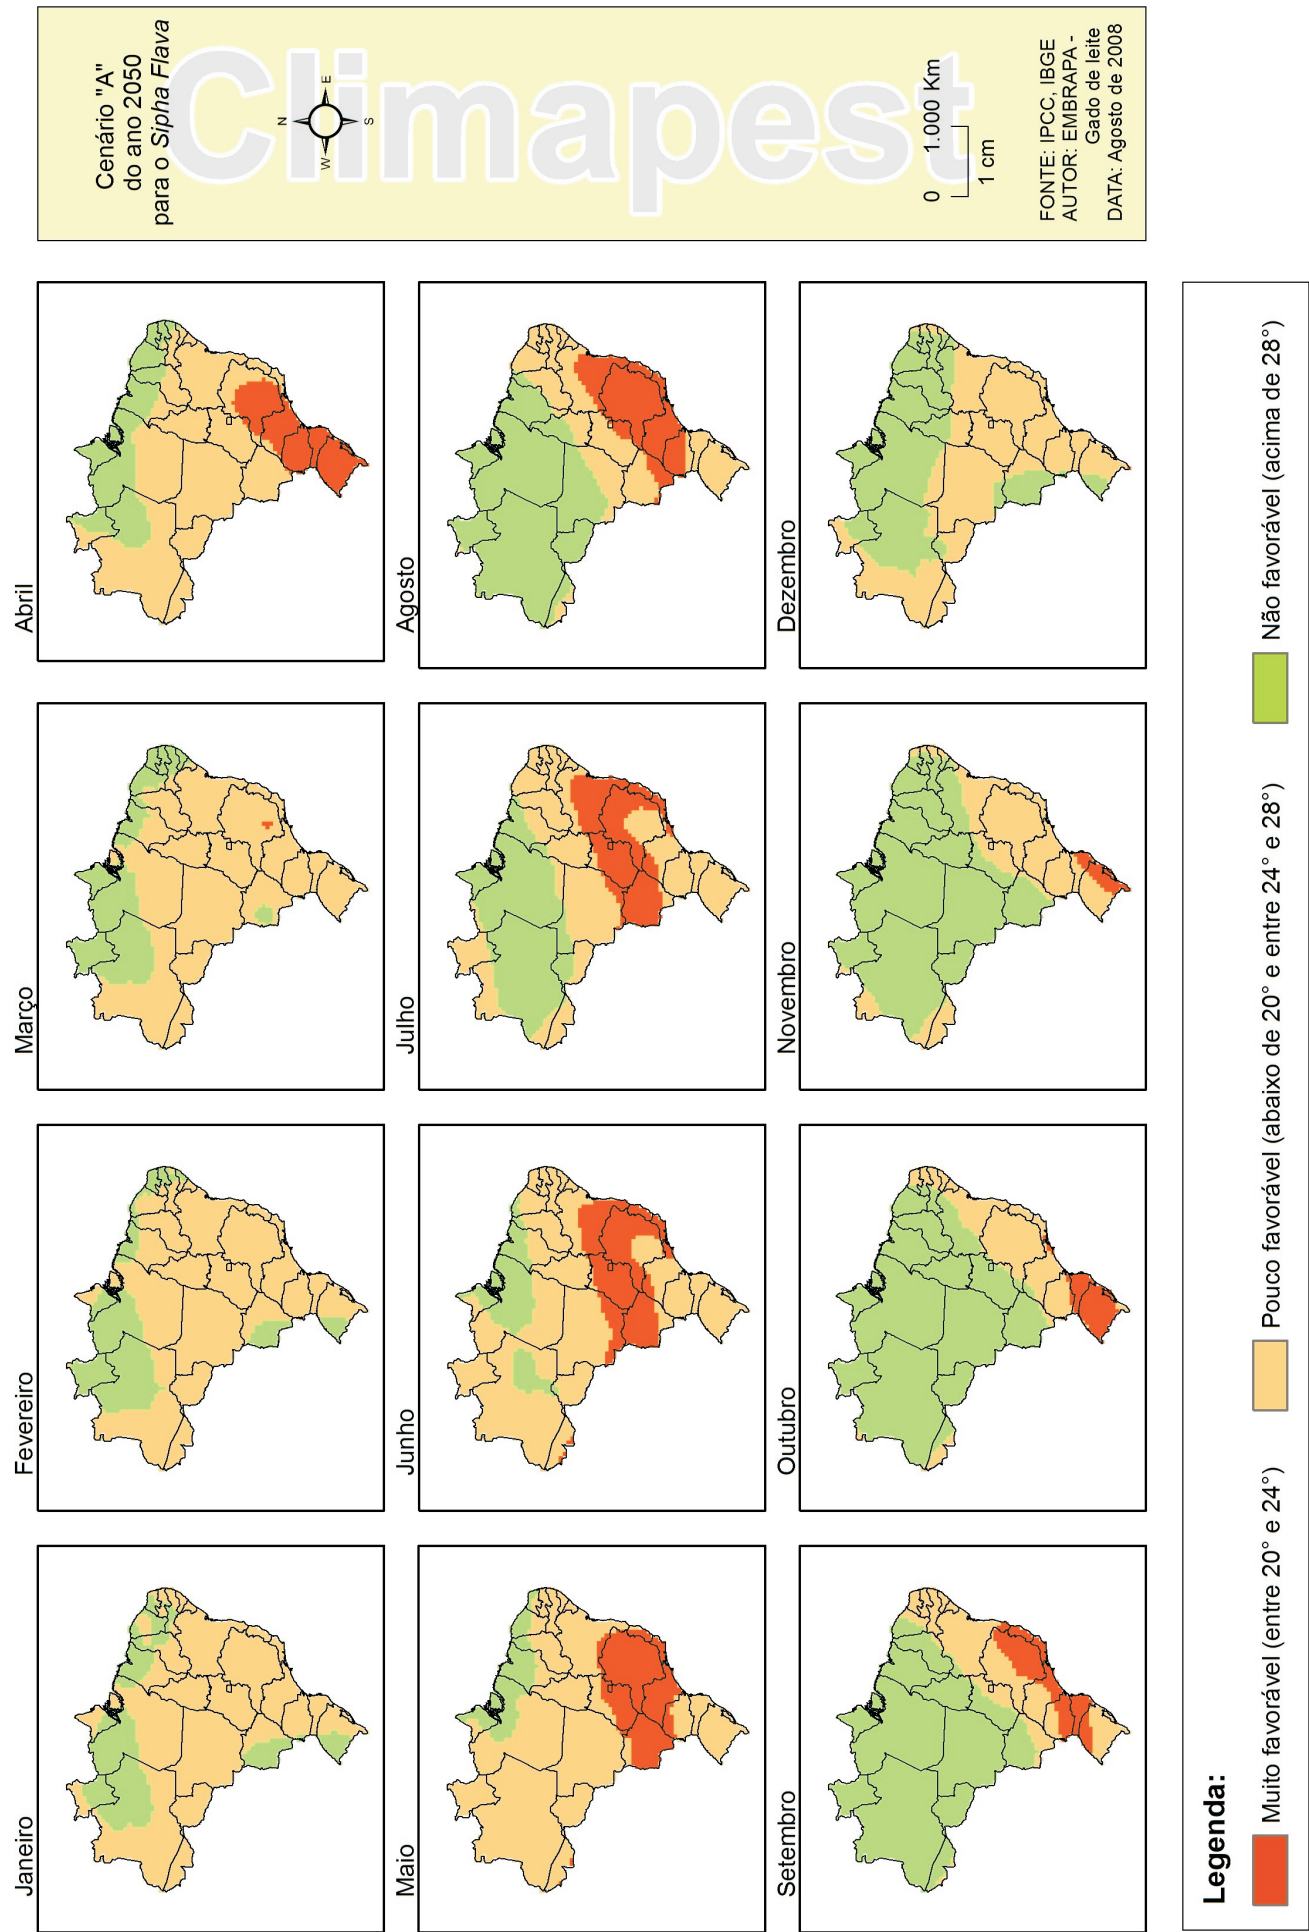 Janeiro
Fevereiro
Março
Abril
Maio
Junho
Julho
Agosto
Setembro
Outubro
Novembro
Dezembro
Climapest
Cenário "A"
do ano 2050
para o Sipha Flava
N
W
E
S
0 1.000 Km
1 cm
FONTE: IPCC, IBGE
AUTOR: EMBRAPA -
Gado de leite
DATA: Agosto de 2008
Legenda:
Muito favorável (entre 20° e 24°)
Pouco favorável (abaixo de 20° e entre 24° e 28°)
Não favorável (acima de 28°)